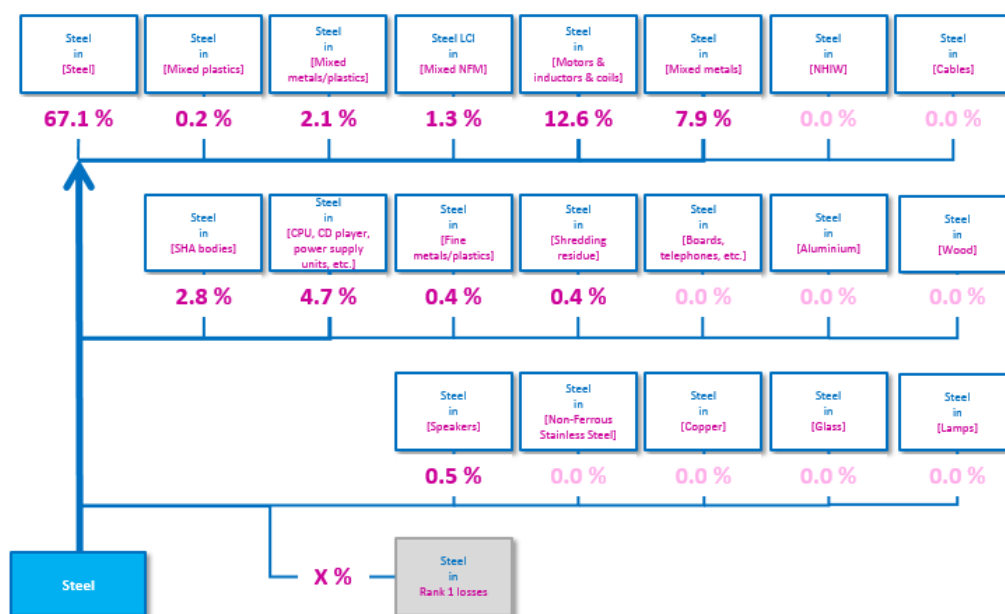 Steel
in
[Steel]
Steel
in
[Mixed plastics]
Steel
in
[Mixed
metals/plastics]
Steel LCI
in
[Mixed NFM]
Steel
in
[Motors &
inductors & coils]
Steel
in
[Mixed metals]
Steel
in
[NHIW]
Steel
in
[Cables]
67.1 %
0.2 %
2.1 %
1.3 %
12.6 %
7.9 %
0.0 %
0.0 %
Steel
in
[SHA bodies]
Steel
in
[CPU, CD player,
power supply
units, etc.]
Steel
in
[Fine
metals/plastics]
Steel
in
[Shredding
residue]
Steel
in
[Boards,
telephones, etc.]
Steel
in
[Aluminium]
Steel
in
[Wood]
2.8 %
4.7 %
0.4 %
0.4 %
0.0 %
0.0 %
0.0 %
Steel
in
[Speakers]
Steel
in
[Non-Ferrous
Stainless Steel]
Steel
in
[Copper]
Steel
in
[Glass]
Steel
in
[Lamps]
0.5 %
0.0 %
0.0 %
0.0 %
0.0 %
Steel
X %
Steel
in
Rank 1 losses